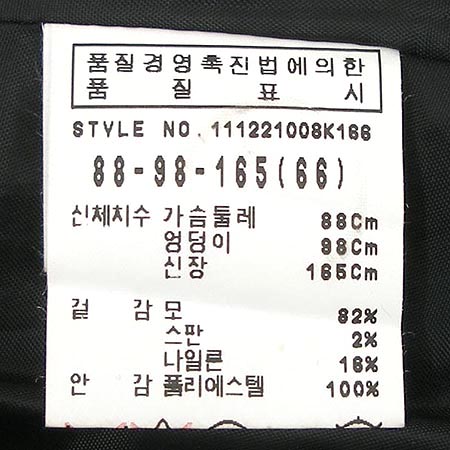 품질경영촉진법에의한
품 질 표 시
STYLE NO. 111221008K166
88-98-165(66)
신체치수 가슴둘레 88Cm
엉덩이 98Cm
신장 165Cm
겉 감 모 82%
스판 2%
나일론 16%
안 감 폴리에스텔 100%